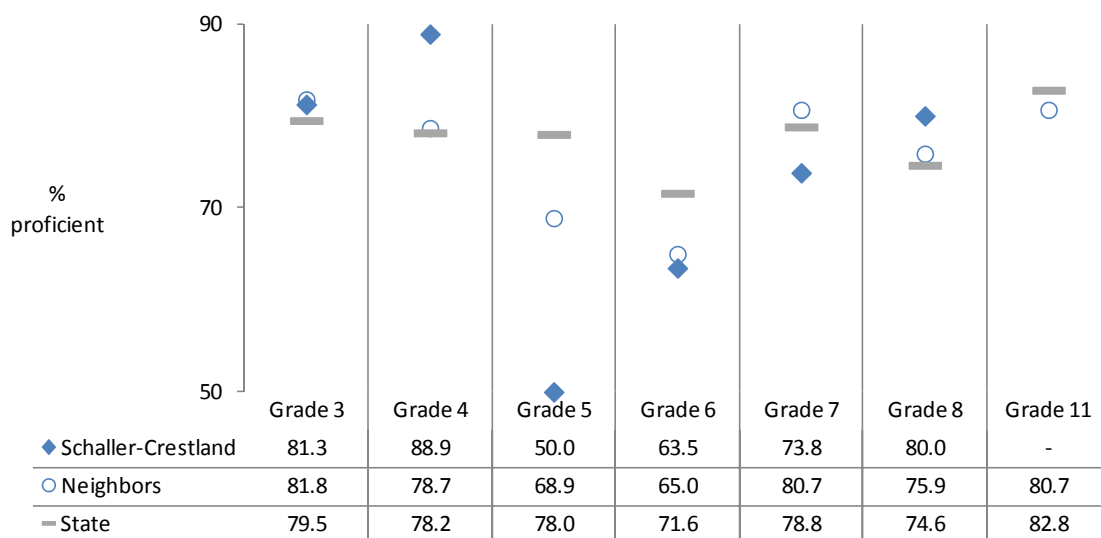 90
%
proficient
70
50
Grade 3 Grade 4 Grade 5 Grade 6 Grade 7 Grade 8 Grade 11
Schaller-Crestland 81.3 88.9 50.0 63.5 73.8 80.0 -
Neighbors 81.8 78.7 68.9 65.0 80.7 75.9 80.7
State 79.5 78.2 78.0 71.6 78.8 74.6 82.8